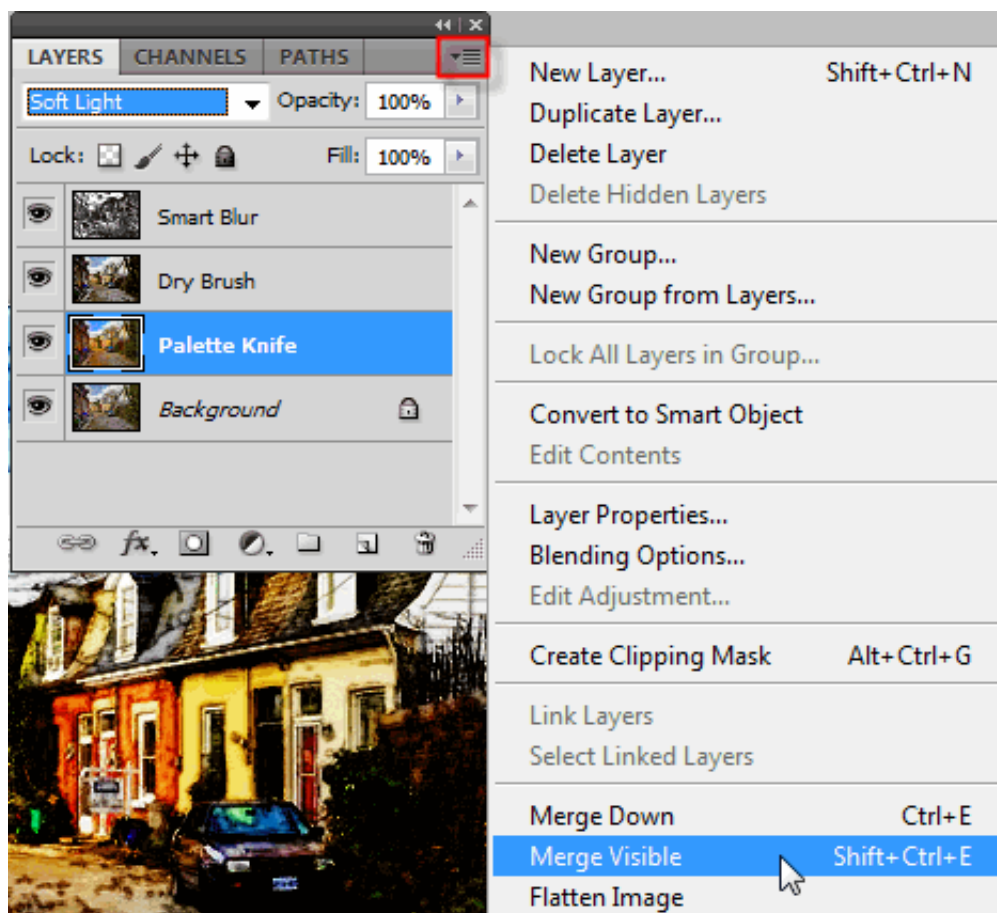 LAYERS CHANNELS PATHS
Soft Light Opacity: 100%
Lock: Fill: 100%
Smart Blur
Dry Brush
Palette Knife
Background
fx.
New Layer... Shift+Ctrl+N
Duplicate Layer...
Delete Layer
Delete Hidden Layers
New Group...
New Group from Layers...
Lock All Layers in Group...
Convert to Smart Object
Edit Contents
Layer Properties...
Blending Options...
Edit Adjustment...
Create Clipping Mask Alt+Ctrl+G
Link Layers
Select Linked Layers
Merge Down Ctrl+E
Merge Visible Shift+Ctrl+E
Flatten Image